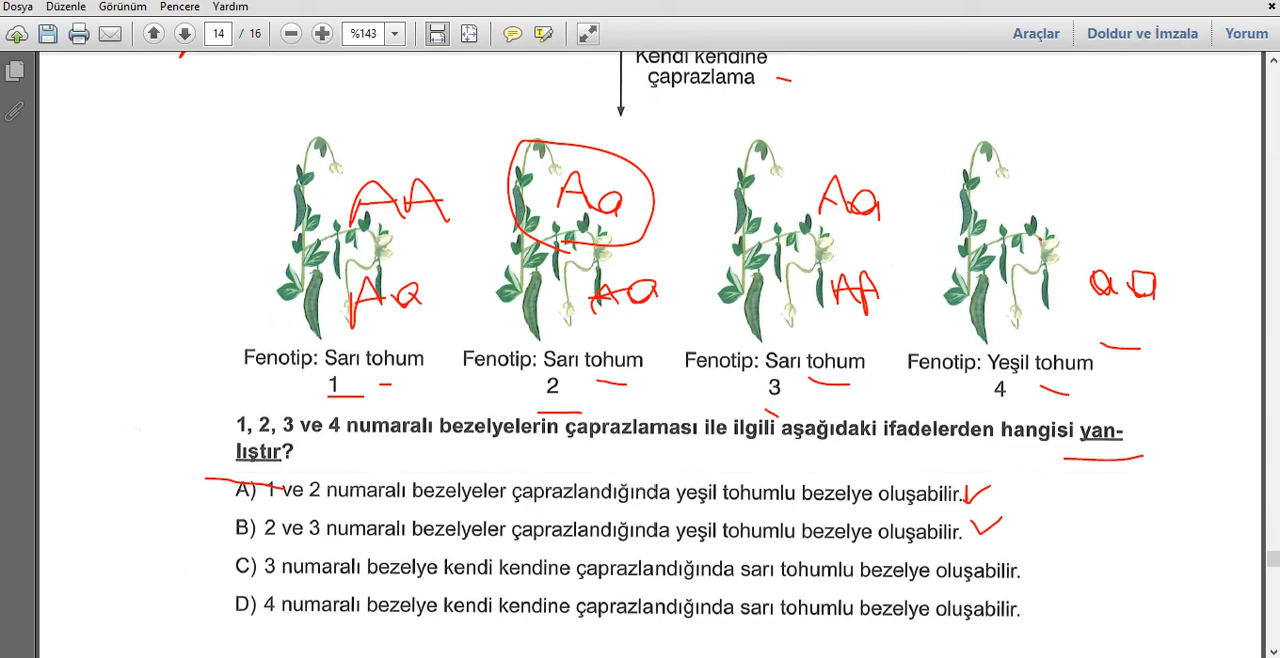 Dosya Düzenle Görünüm Pencere Yardım
14 / 16 %143 Araçlar Doldur ve İmzala Yorum
Kendi kendine
çaprazlama
AA Aa Aa
Aa Aa AA aa
Fenotip: Sarı tohum Fenotip: Sarı tohum Fenotip: Sarı tohum Fenotip: Yeşil tohum
1 2 3 4
1, 2, 3 ve 4 numaralı bezelyelerin çaprazlaması ile ilgili aşağıdaki ifadelerden hangisi yan-
lıştır?
A) 1 ve 2 numaralı bezelyeler çaprazlandığında yeşil tohumlu bezelye oluşabilir.
B) 2 ve 3 numaralı bezelyeler çaprazlandığında yeşil tohumlu bezelye oluşabilir.
C) 3 numaralı bezelye kendi kendine çaprazlandığında sarı tohumlu bezelye oluşabilir.
D) 4 numaralı bezelye kendi kendine çaprazlandığında sarı tohumlu bezelye oluşabilir.